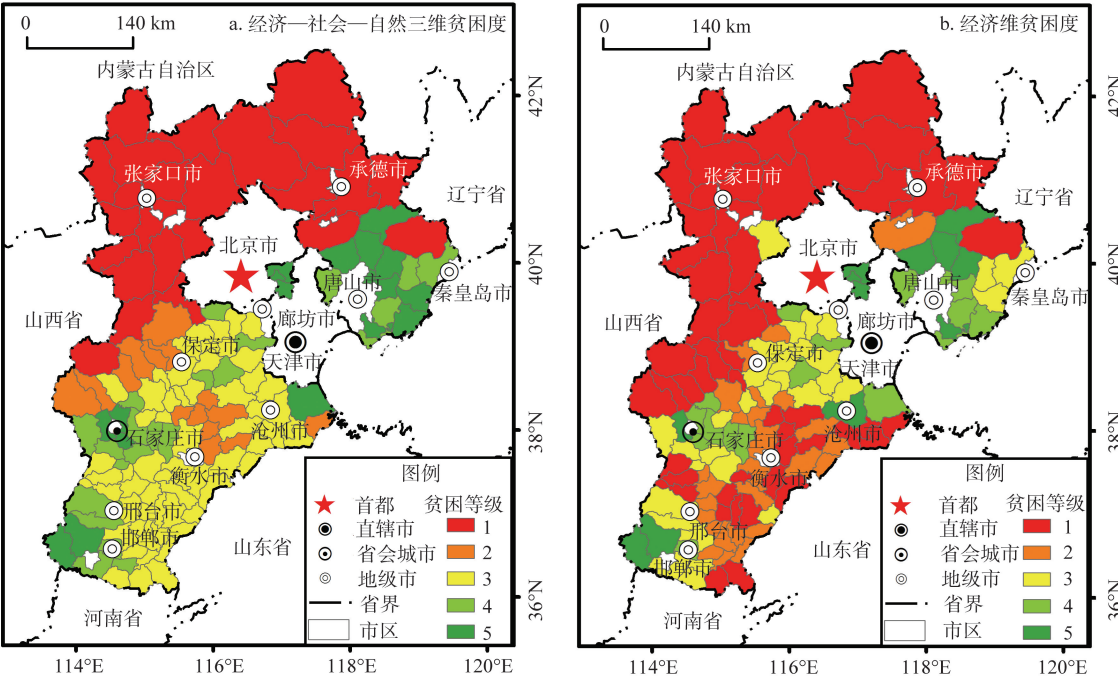 0 140 km
a. 经济—社会—自然三维贫困度
内蒙古自治区
42°N
张家口市
承德市
辽宁省
北京市
40°N
唐山市
秦皇岛市
山西省
廊坊市
保定市
天津市
石家庄市
沧州市
38°N
衡水市
邢台市
邯郸市
山东省
河南省
36°N
图例
首都
直辖市
省会城市
地级市
省界
市区
贫困等级
1
2
3
4
5
114°E 116°E 118°E 120°E
0 140 km
b. 经济维贫困度
内蒙古自治区
42°N
张家口市
承德市
辽宁省
北京市
40°N
唐山市
秦皇岛市
山西省
廊坊市
保定市
天津市
石家庄市
沧州市
38°N
衡水市
邢台市
邯郸市
山东省
河南省
36°N
图例
首都
直辖市
省会城市
地级市
省界
市区
贫困等级
1
2
3
4
5
114°E 116°E 118°E 120°E